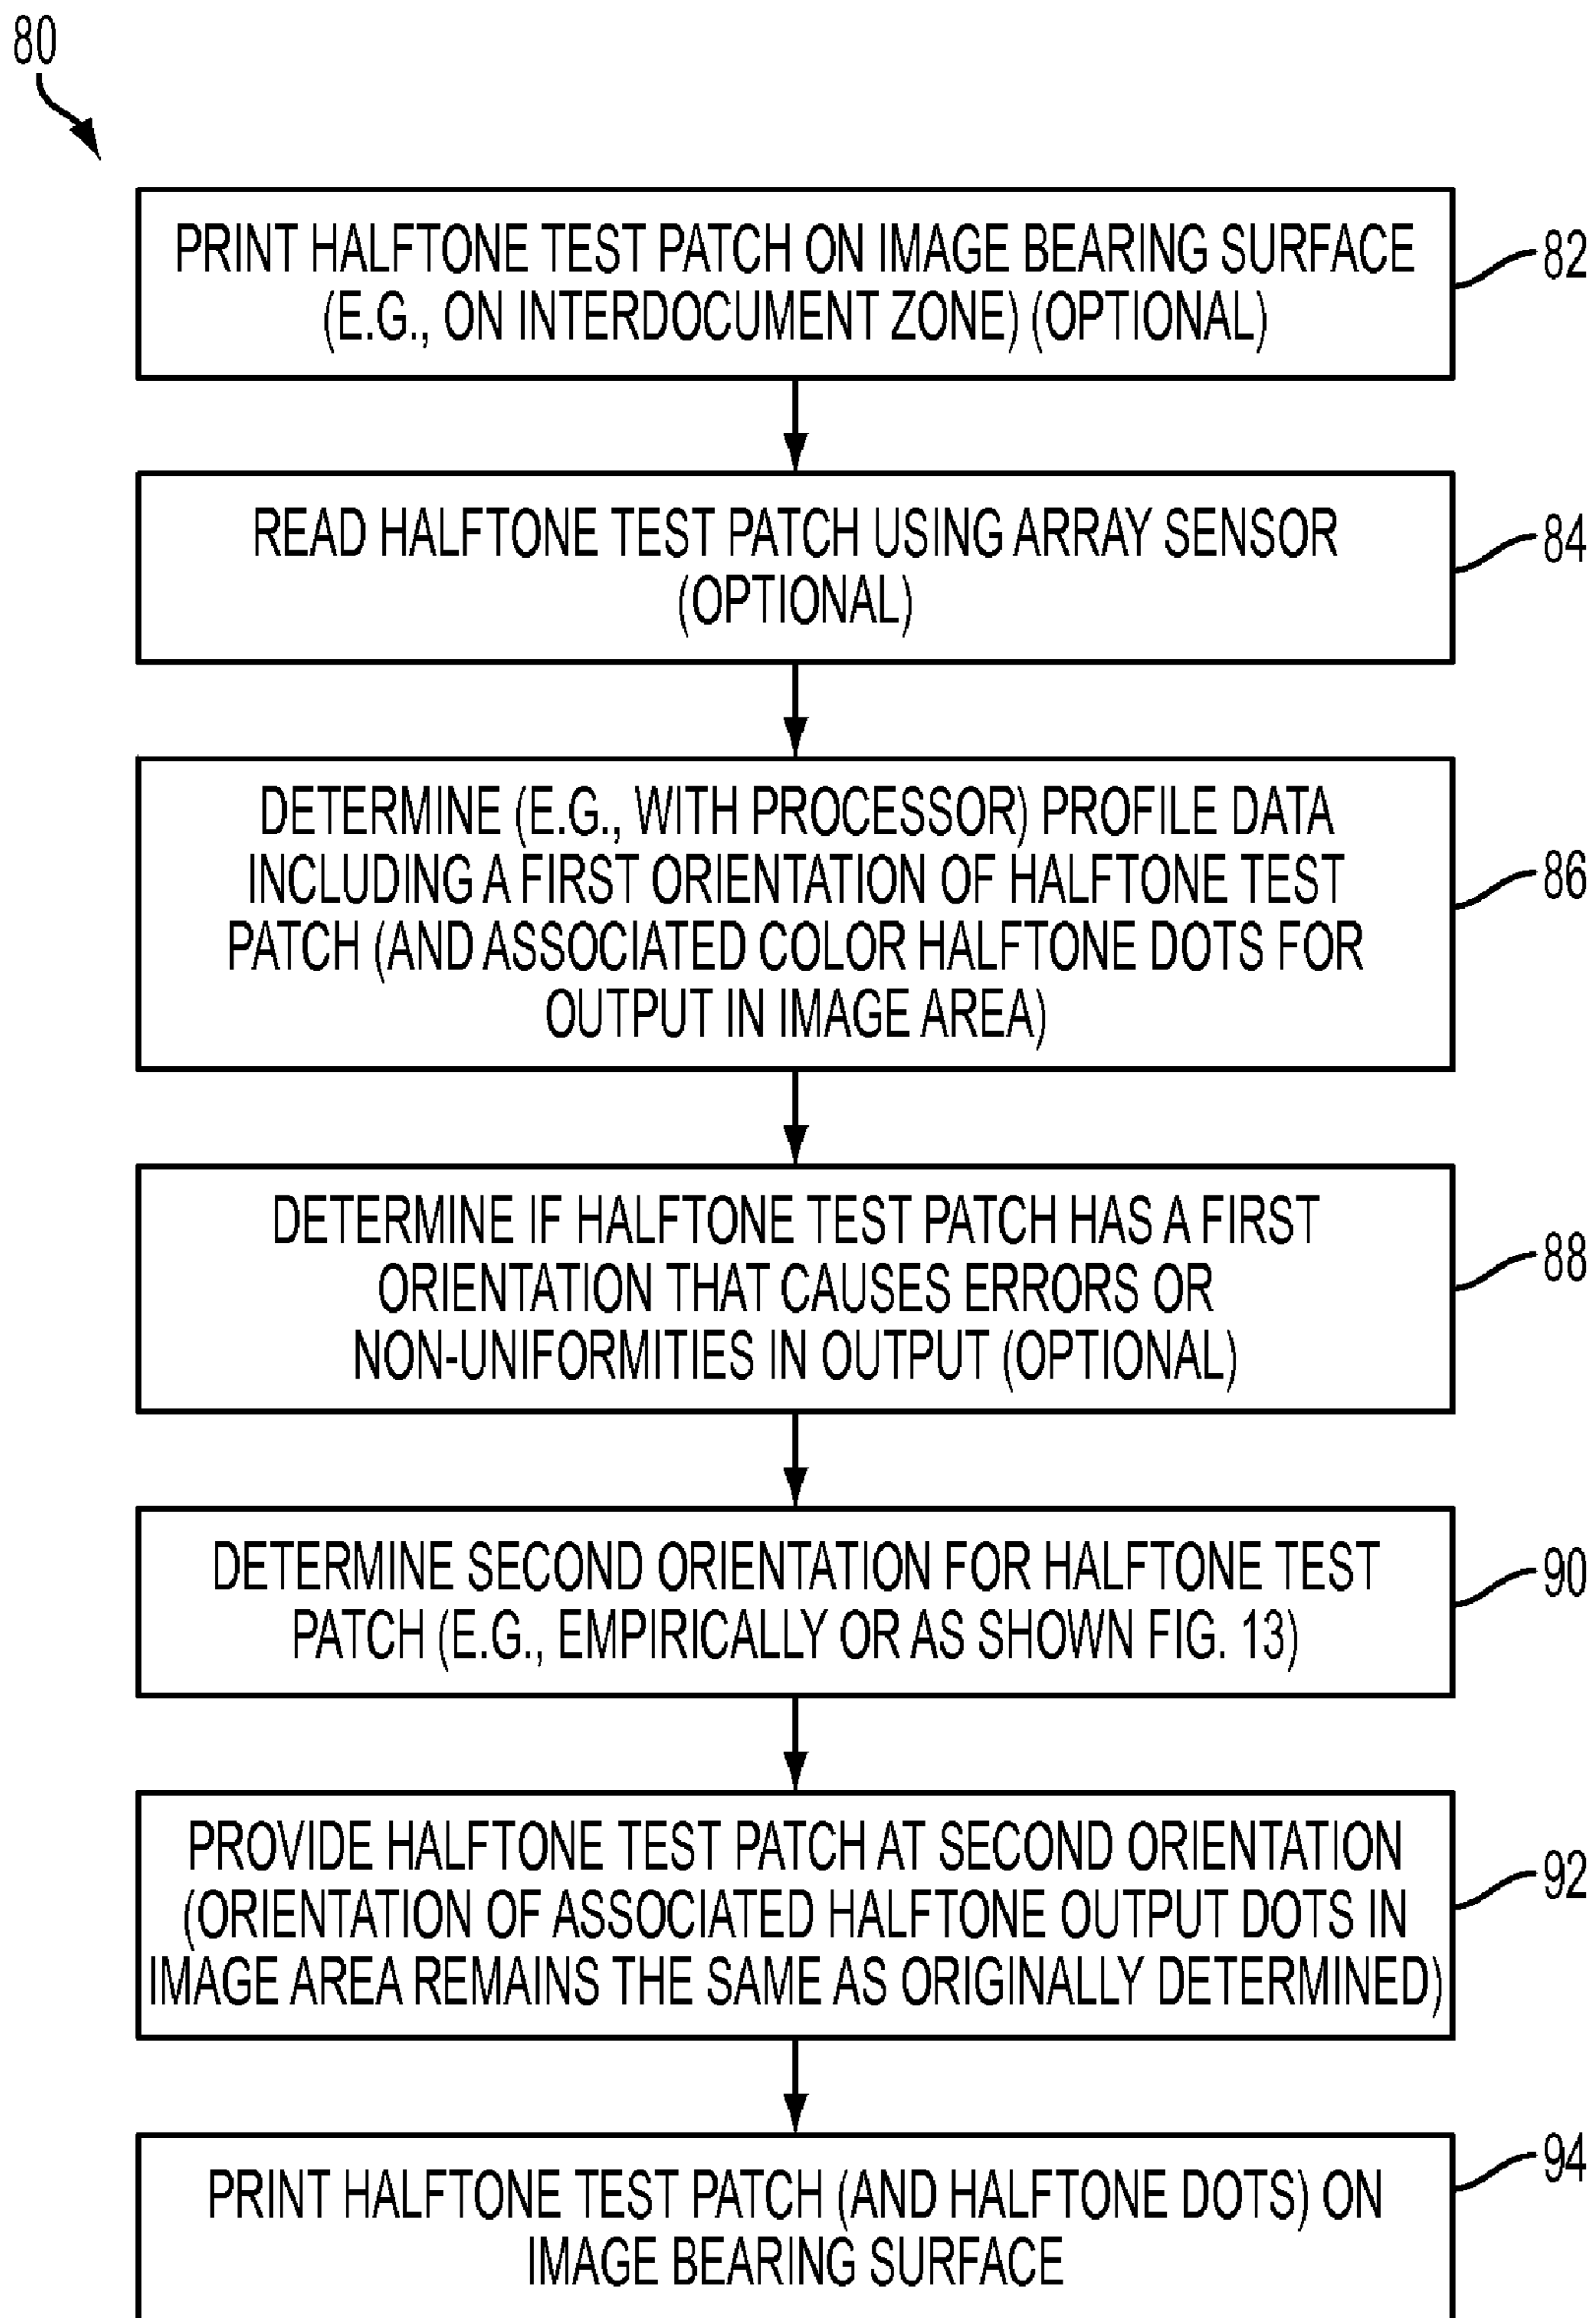 80
PRINT HALFTONE TEST PATCH ON IMAGE BEARING SURFACE
(E.G., ON INTERDOCUMENT ZONE) (OPTIONAL)
82
READ HALFTONE TEST PATCH USING ARRAY SENSOR
(OPTIONAL)
84
DETERMINE (E.G., WITH PROCESSOR) PROFILE DATA
INCLUDING A FIRST ORIENTATION OF HALFTONE TEST
PATCH (AND ASSOCIATED COLOR HALFTONE DOTS FOR
OUTPUT IN IMAGE AREA)
86
DETERMINE IF HALFTONE TEST PATCH HAS A FIRST
ORIENTATION THAT CAUSES ERRORS OR
NON-UNIFORMITIES IN OUTPUT (OPTIONAL)
88
DETERMINE SECOND ORIENTATION FOR HALFTONE TEST
PATCH (E.G., EMPIRICALLY OR AS SHOWN FIG. 13)
90
PROVIDE HALFTONE TEST PATCH AT SECOND ORIENTATION
(ORIENTATION OF ASSOCIATED HALFTONE OUTPUT DOTS IN
IMAGE AREA REMAINS THE SAME AS ORIGINALLY DETERMINED)
92
PRINT HALFTONE TEST PATCH (AND HALFTONE DOTS) ON
IMAGE BEARING SURFACE
94